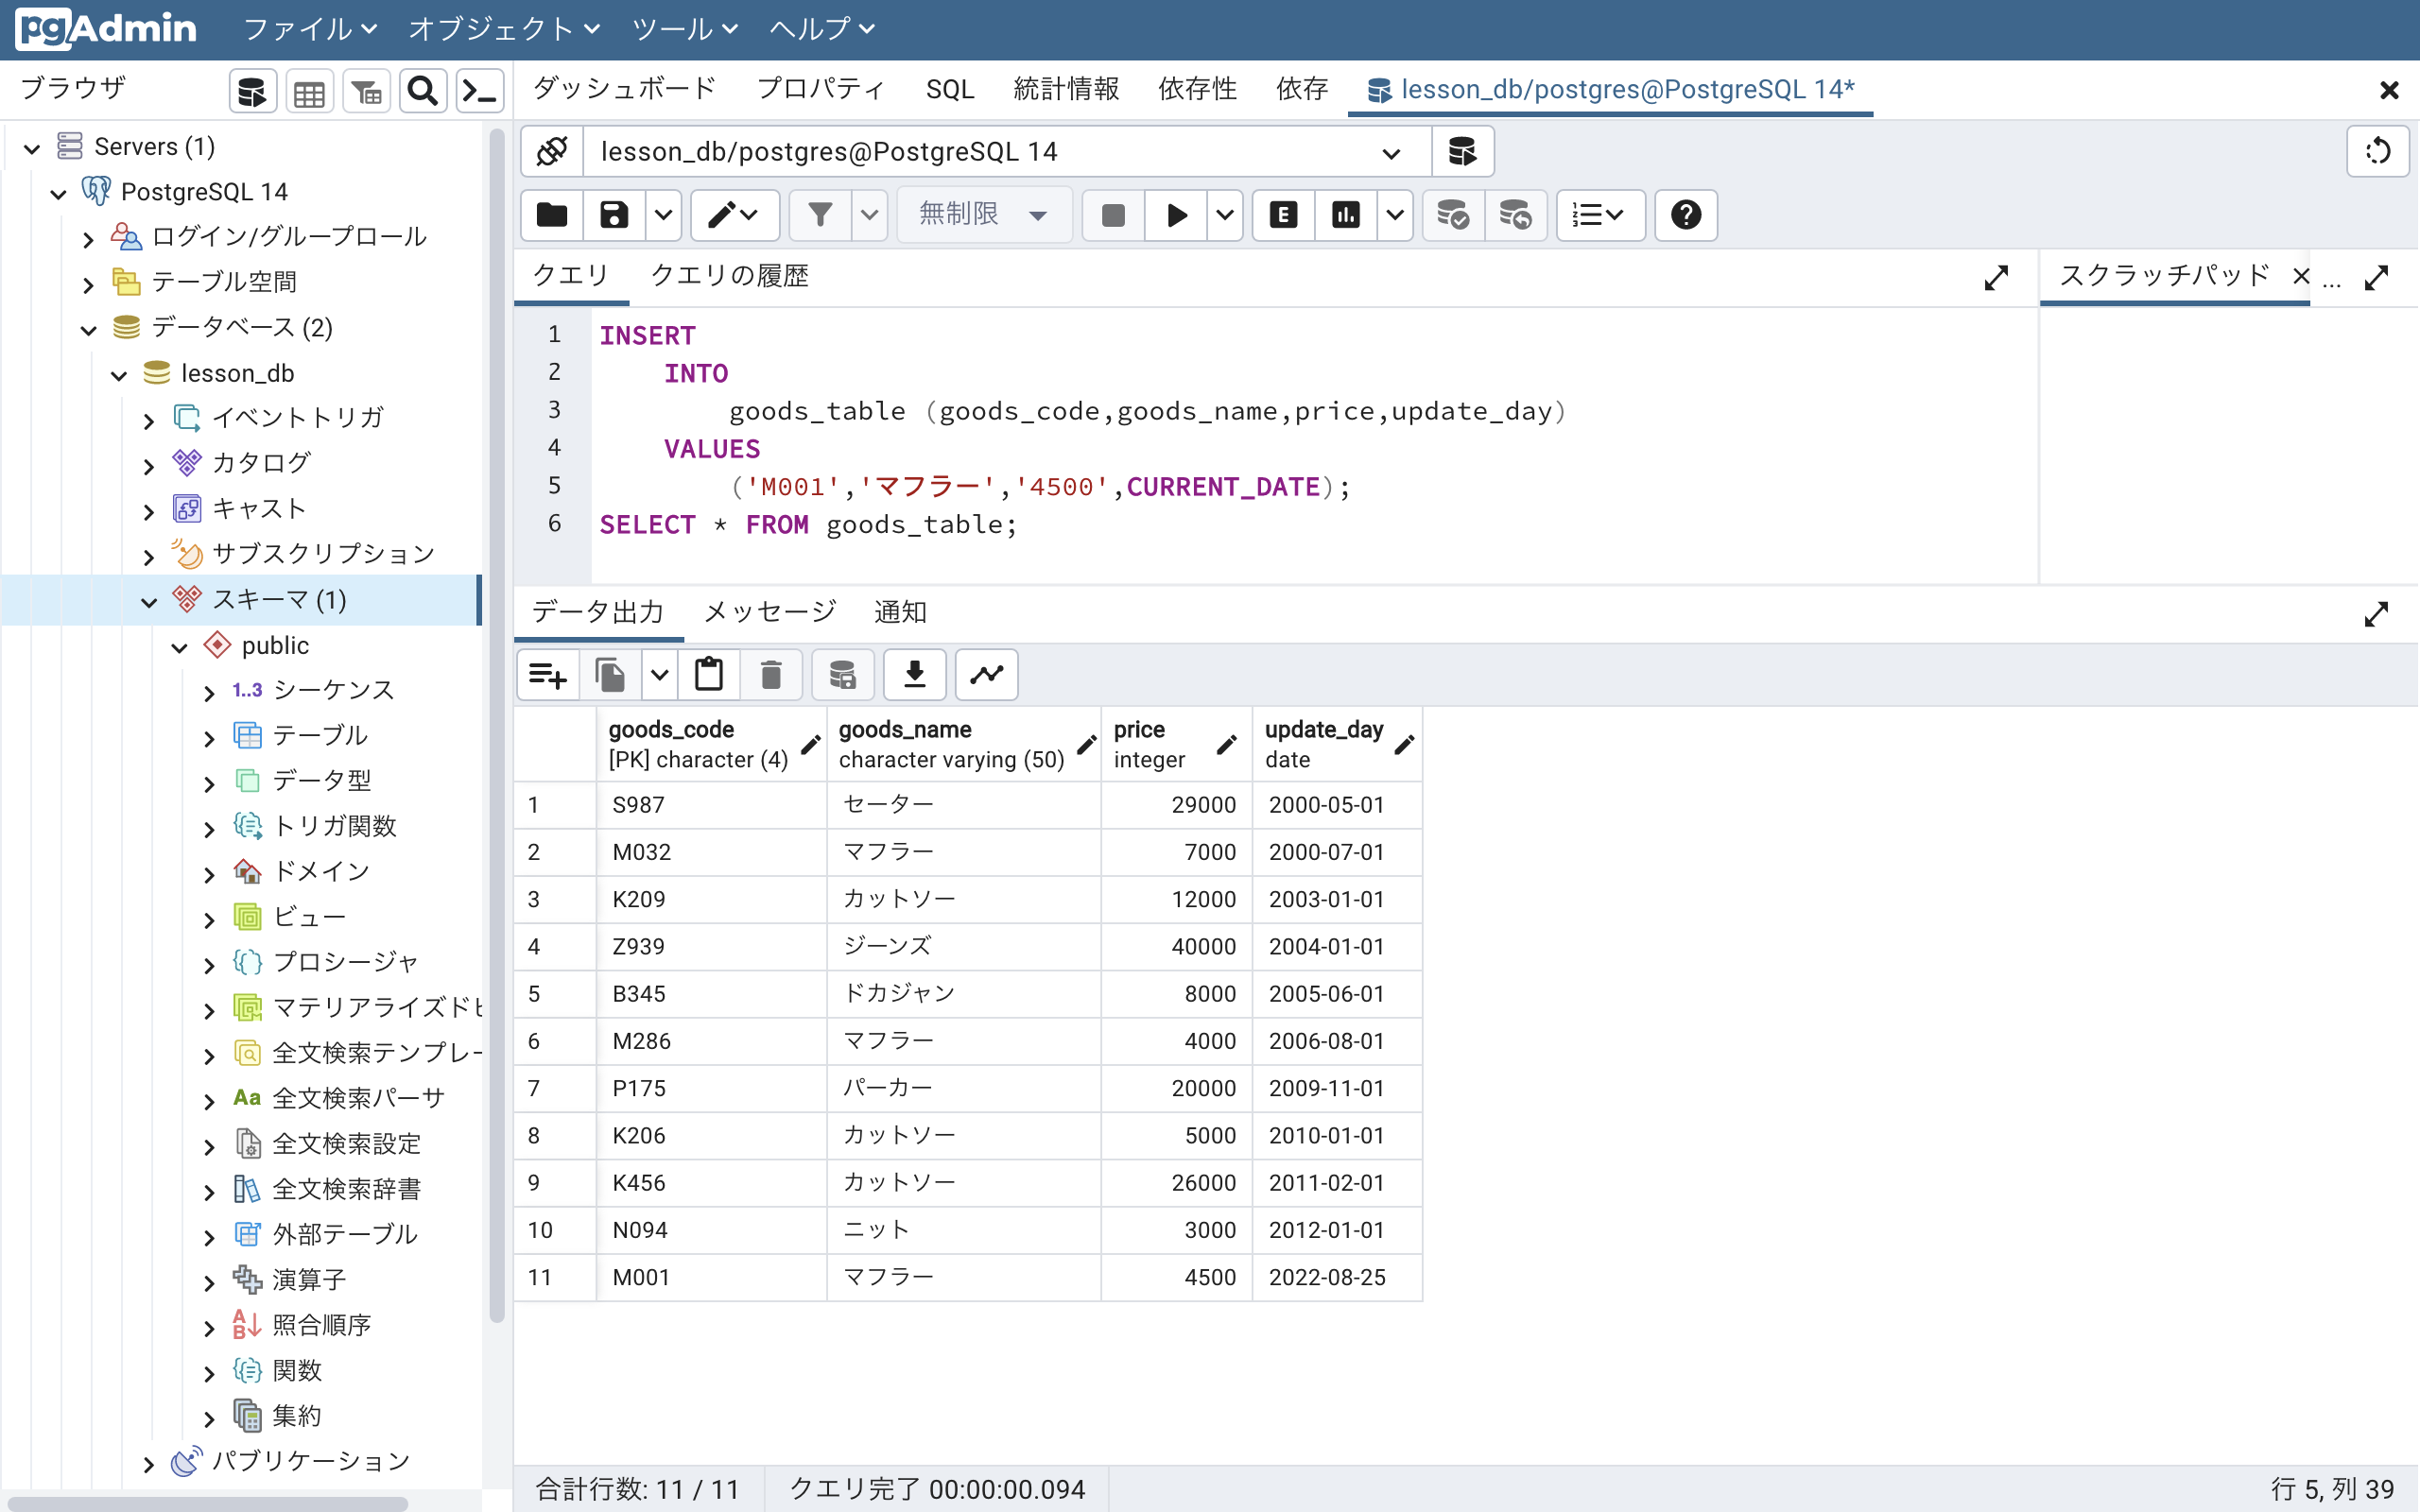 pgAdmin ファイル オブジェクト ツール ヘルプ
ブラウザ
ダッシュボード プロパティ SQL 統計情報 依存性 依存 lesson_db/postgres@PostgreSQL 14*
Servers (1)
PostgreSQL 14
ログイン/グループロール
テーブル空間
データベース (2)
lesson_db
イベントトリガ
カタログ
キャスト
サブスクリプション
スキーマ (1)
public
1..3 シーケンス
テーブル
データ型
トリガ関数
ドメイン
ビュー
プロシージャ
マテリアライズドビ
全文検索テンプレー
Aa 全文検索パーサ
全文検索設定
全文検索辞書
外部テーブル
演算子
照合順序
関数
集約
パブリケーション
lesson_db/postgres@PostgreSQL 14
無制限 E
クエリ クエリの履歴 スクラッチパッド ...
1 INSERT
2 INTO
3 goods_table (goods_code,goods_name,price,update_day)
4 VALUES
5 ('M001','マフラー','4500',CURRENT_DATE);
6 SELECT * FROM goods_table;
データ出力 メッセージ 通知
goods_code goods_name price update_day
[PK] character (4) character varying (50) integer date
1 S987 セーター 29000 2000-05-01
2 M032 マフラー 7000 2000-07-01
3 K209 カットソー 12000 2003-01-01
4 Z939 ジーンズ 40000 2004-01-01
5 B345 ドカジャン 8000 2005-06-01
6 M286 マフラー 4000 2006-08-01
7 P175 パーカー 20000 2009-11-01
8 K206 カットソー 5000 2010-01-01
9 K456 カットソー 26000 2011-02-01
10 N094 ニット 3000 2012-01-01
11 M001 マフラー 4500 2022-08-25
合計行数: 11 / 11 クエリ完了 00:00:00.094 行 5, 列 39